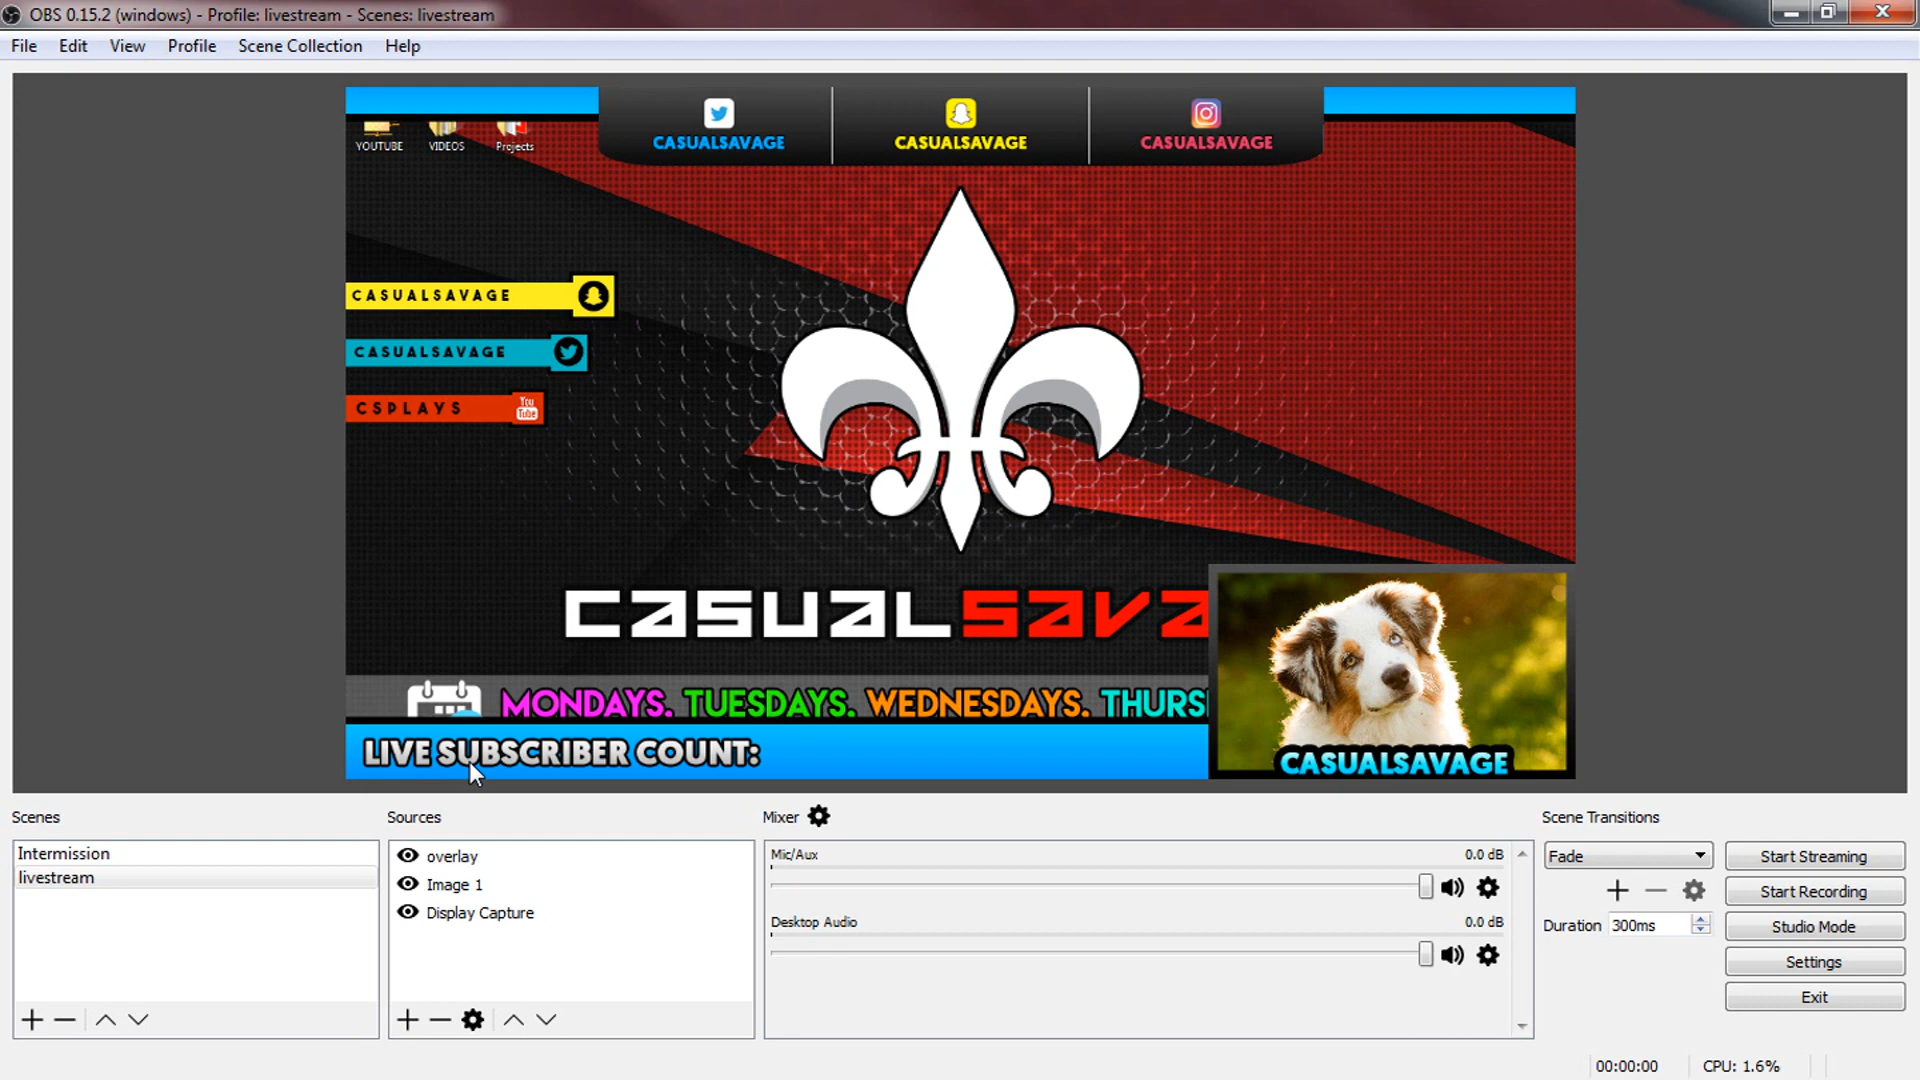 OBS 0.15.2 (windows) - Profile: livestream - Scenes: livestream
File Edit View Profile Scene Collection Help
CASUALSAVAGE CASUALSAVAGE CASUALSAVAGE
YOUTUBE VIDEOS Projects
CASUALSAVAGE
CASUALSAVAGE
CSPLAYS You Tube
CASUALSAVA
MONDAYS. TUESDAYS. WEDNESDAYS. THURS
LIVE SUBSCRIBER COUNT:
CASUALSAVAGE
Scenes Sources Mixer Scene Transitions
Intermission
livestream
overlay
Image 1
Display Capture
Mic/Aux 0.0 dB
Desktop Audio 0.0 dB
Fade
Duration 300ms
Start Streaming
Start Recording
Studio Mode
Settings
Exit
00:00:00 CPU: 1.6%